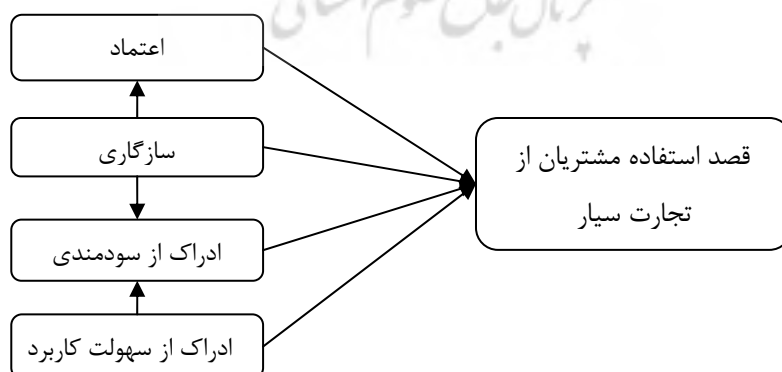 اعتماد
سازگاری
ادراک از سودمندی
ادراک از سهولت کاربرد
قصد استفاده مشتریان از
تجارت سیار